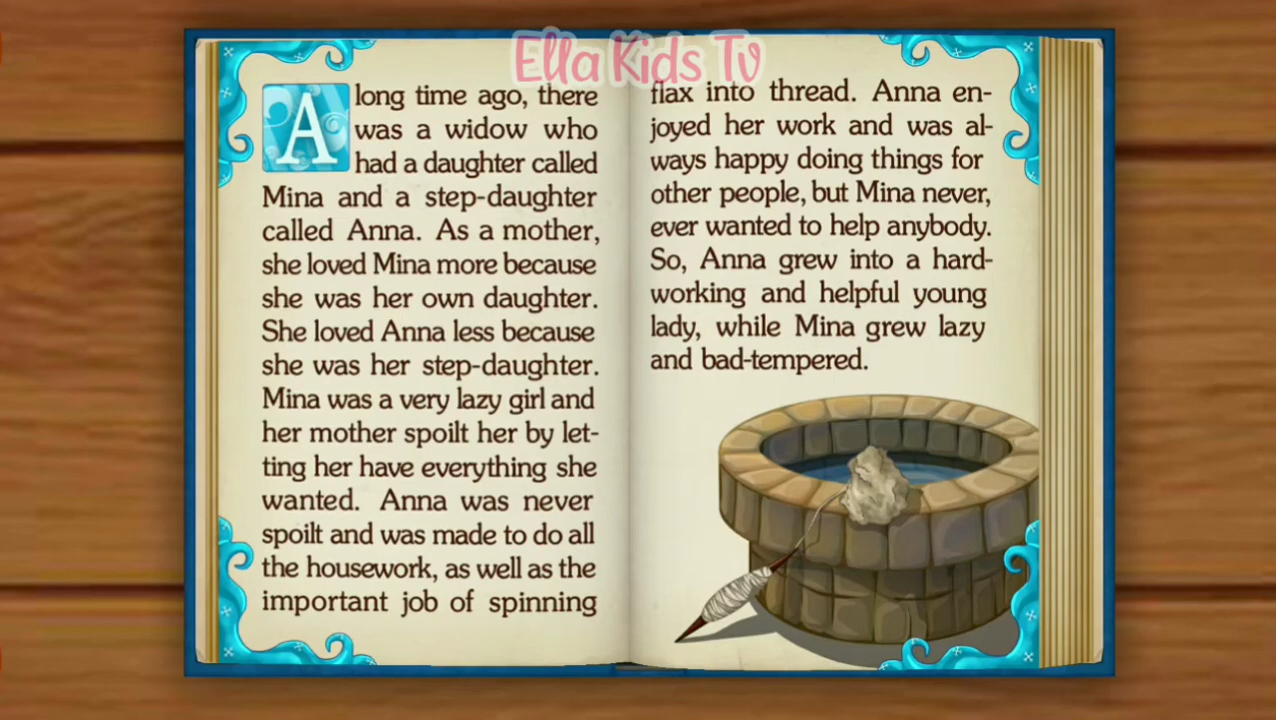 Ella Kids Tv
A long time ago, there
was a widow who
had a daughter called
Mina and a step-daughter
called Anna. As a mother,
she loved Mina more because
she was her own daughter.
She loved Anna less because
she was her step-daughter.
Mina was a very lazy girl and
her mother spoilt her by let-
ting her have everything she
wanted. Anna was never
spoilt and was made to do all
the housework, as well as the
important job of spinning
flax into thread. Anna en-
joyed her work and was al-
ways happy doing things for
other people, but Mina never,
ever wanted to help anybody.
So, Anna grew into a hard-
working and helpful young
lady, while Mina grew lazy
and bad-tempered.